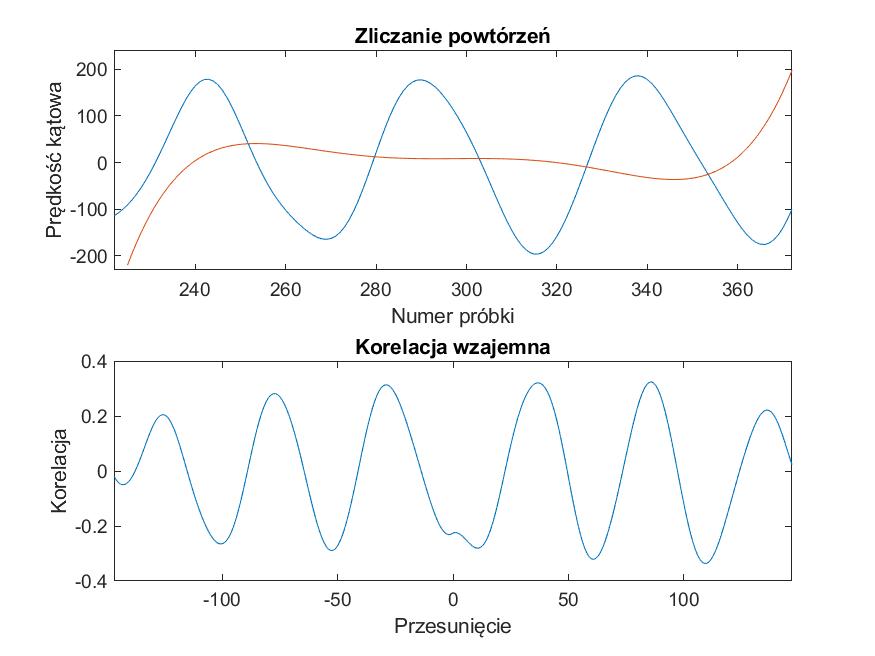 Zliczanie powtórzeń
Prędkość kątowa
200
100
0
-100
-200
240 260 280 300 320 340 360
Numer próbki
Korelacja wzajemna
Korelacja
0.4
0.2
0
-0.2
-0.4
-100 -50 0 50 100
Przesunięcie